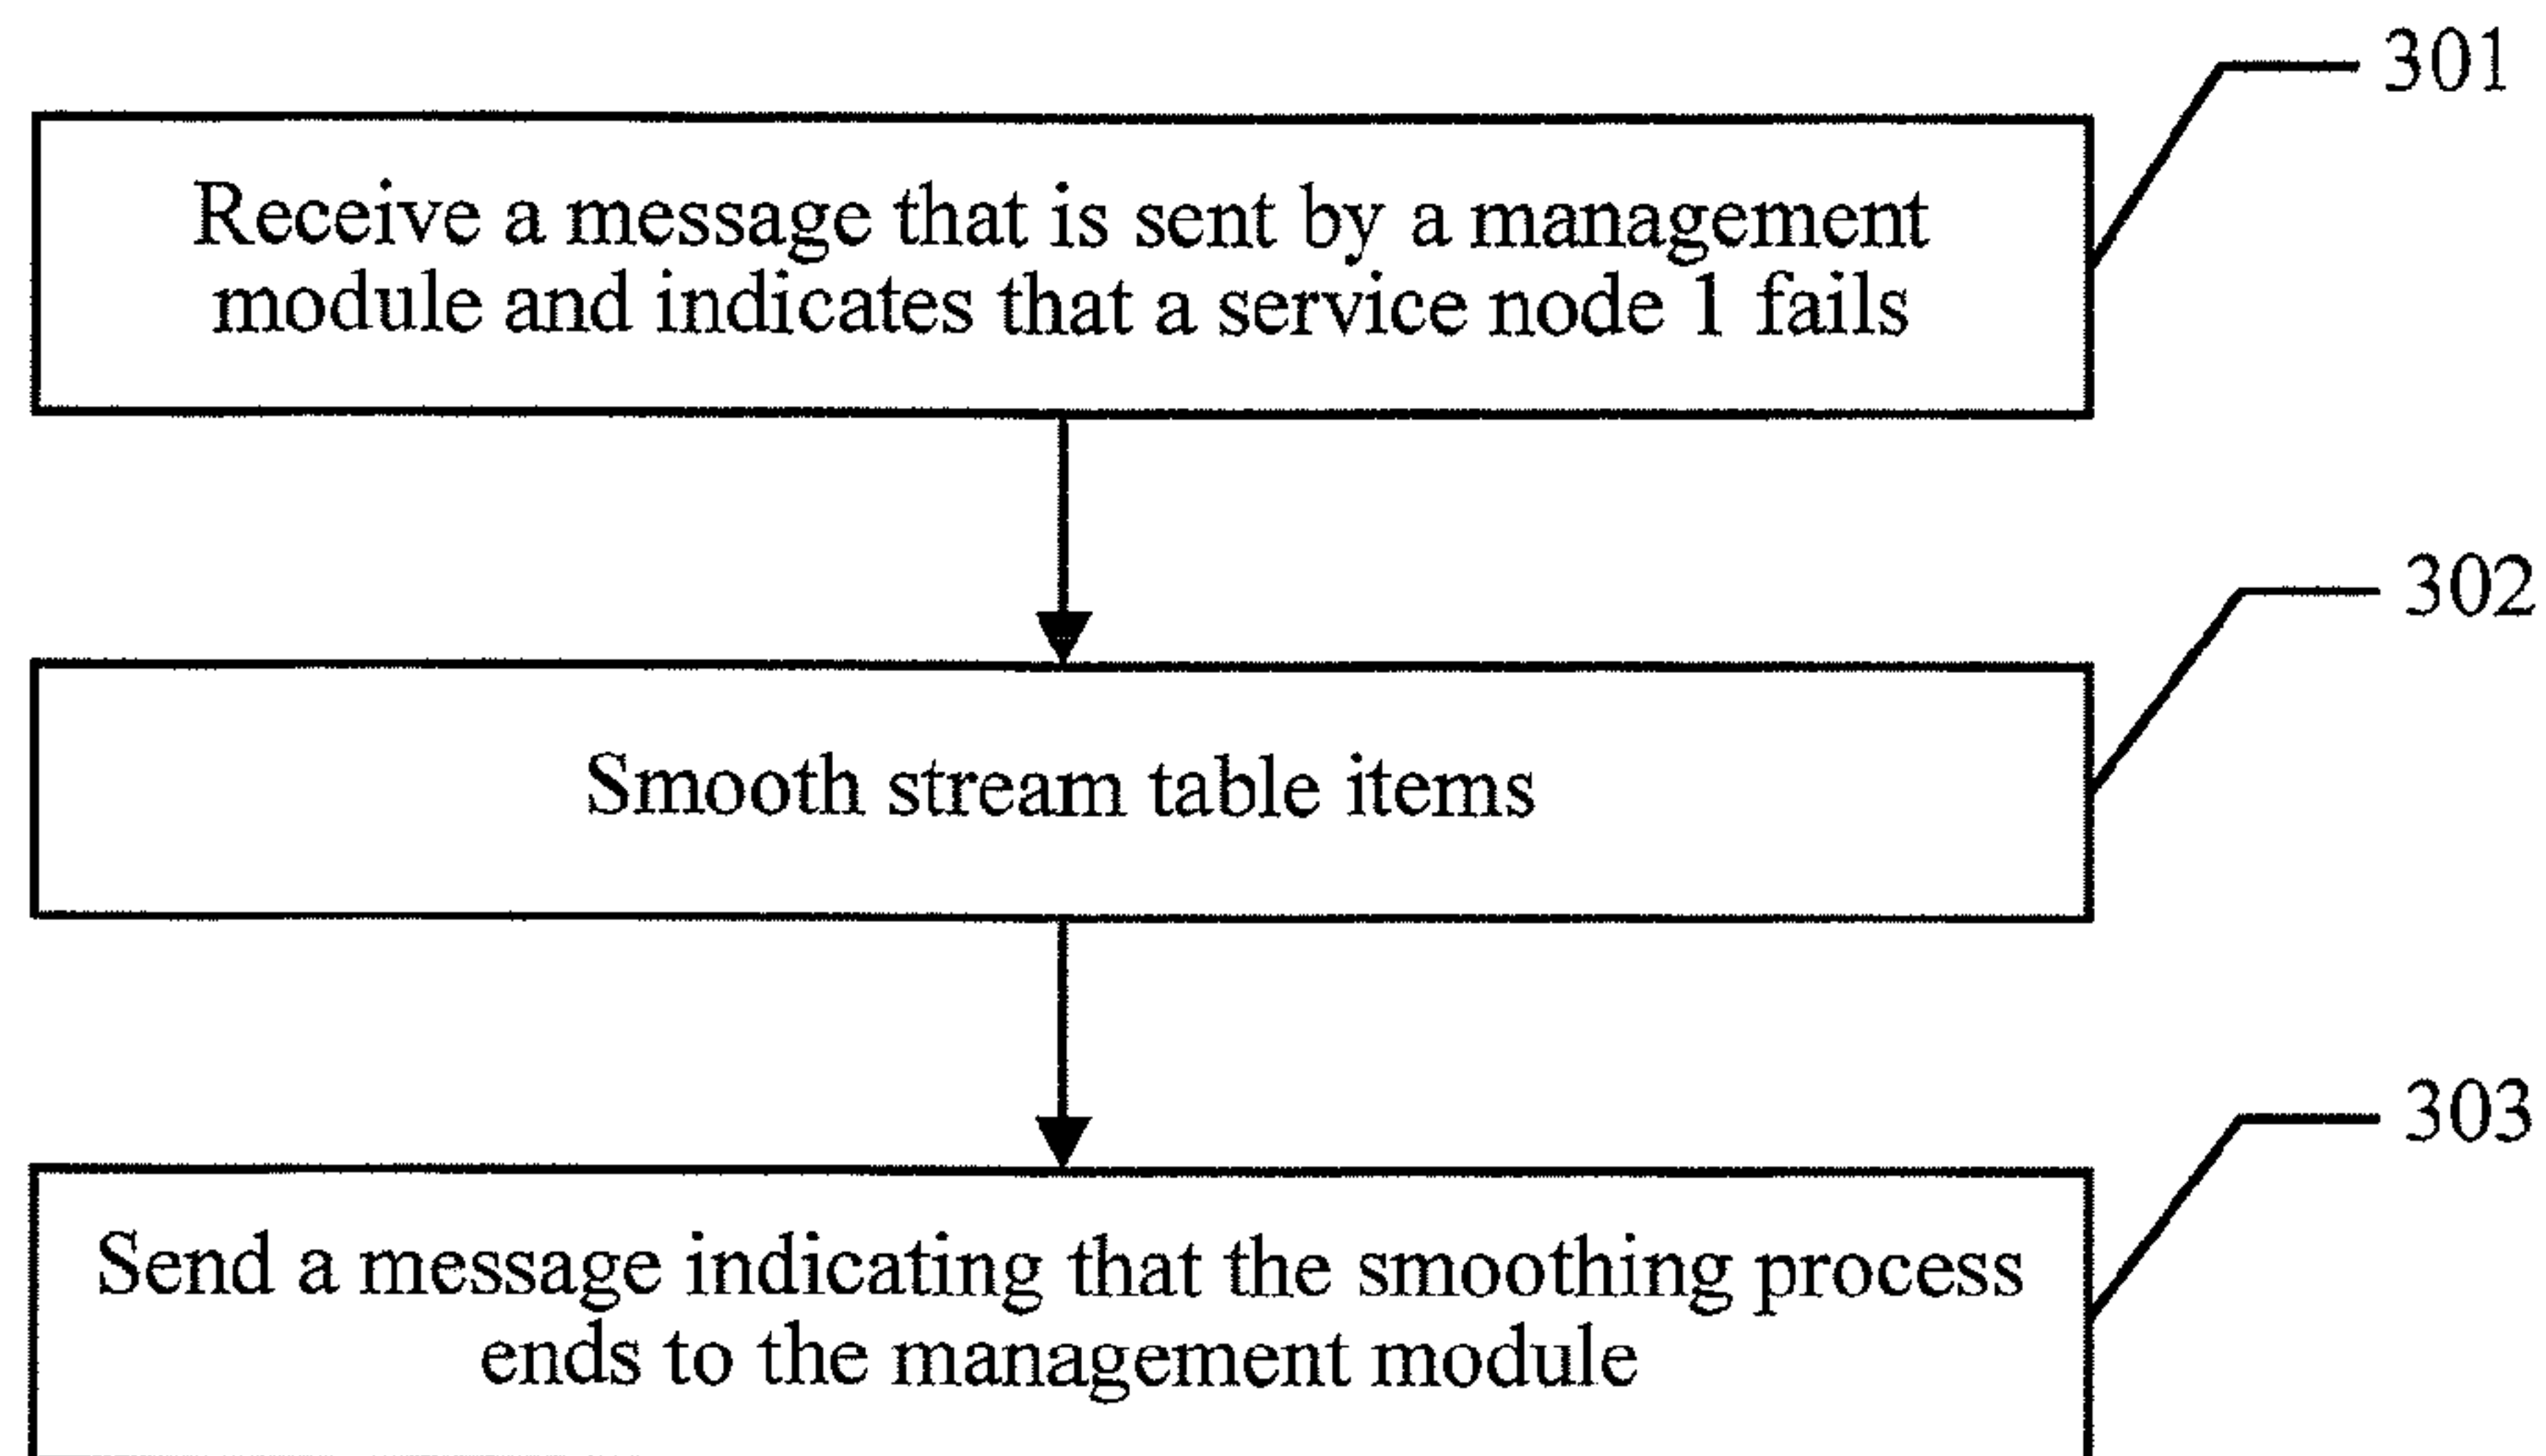 301
Receive a message that is sent by a management
module and indicates that a service node 1 fails
302
Smooth stream table items
303
Send a message indicating that the smoothing process
ends to the management module